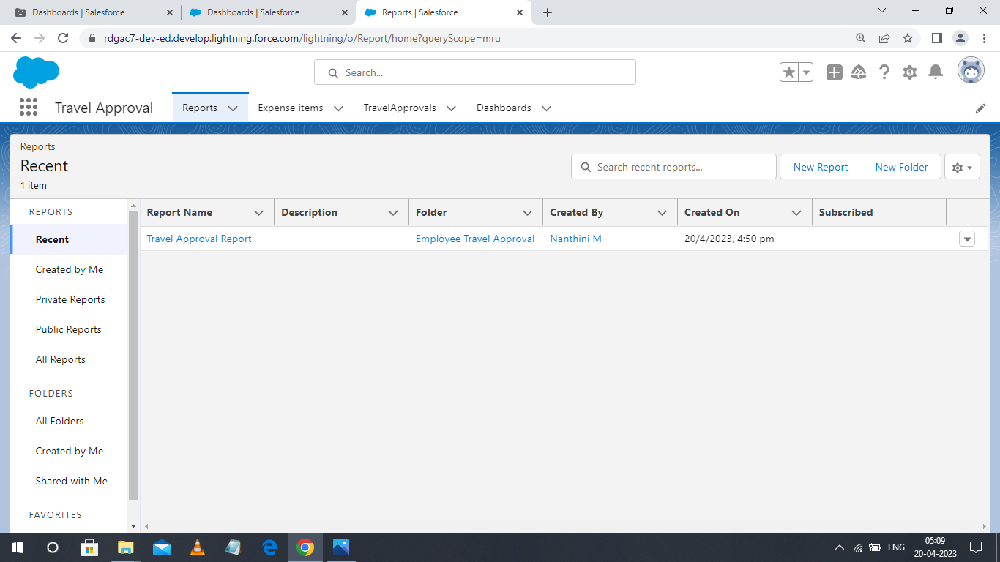 Dashboards | Salesforce
Dashboards | Salesforce
Reports | Salesforce
rdgac7-dev-ed.develop.lightning.force.com/lightning/o/Report/home?queryScope=mru
Search...
Travel Approval
Reports
Expense items
TravelApprovals
Dashboards
Reports
Recent
1 item
Search recent reports...
New Report
New Folder
REPORTS
Recent
Created by Me
Private Reports
Public Reports
All Reports
FOLDERS
All Folders
Created by Me
Shared with Me
FAVORITES
Report Name
Description
Folder
Created By
Created On
Subscribed
Travel Approval Report
Employee Travel Approval
Nanthini M
20/4/2023, 4:50 pm
ENG
05:09
20-04-2023